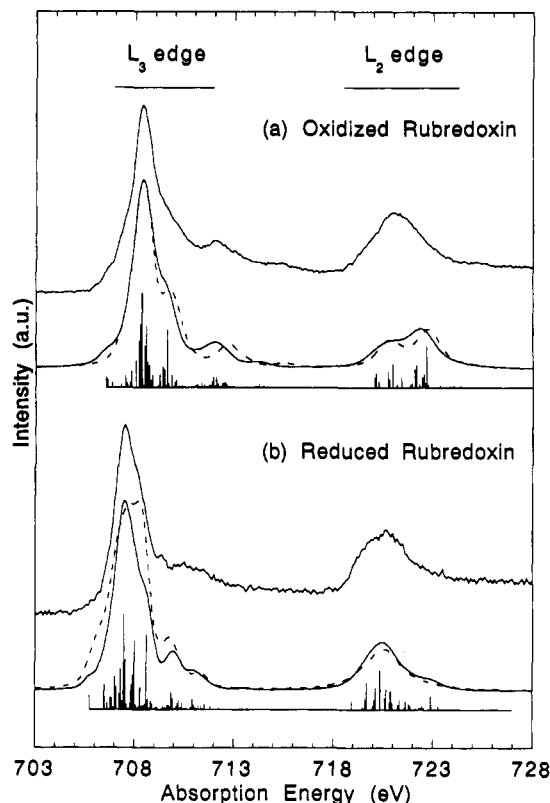 L3 edge
L2 edge
(a) Oxidized Rubredoxin
(b) Reduced Rubredoxin
Intensity (a.u.)
703 708 713 718 723 728
Absorption Energy (eV)